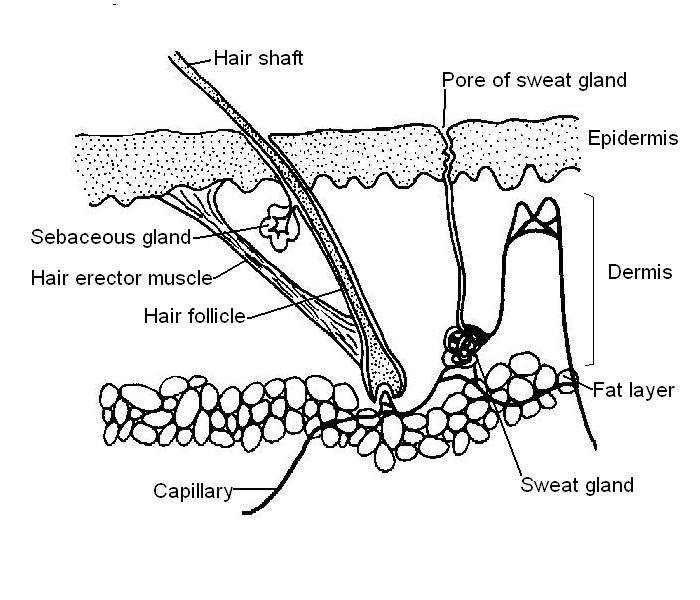 Hair shaft
Pore of sweat gland
Epidermis
Sebaceous gland
Hair erector muscle
Dermis
Hair follicle
Fat layer
Sweat gland
Capillary